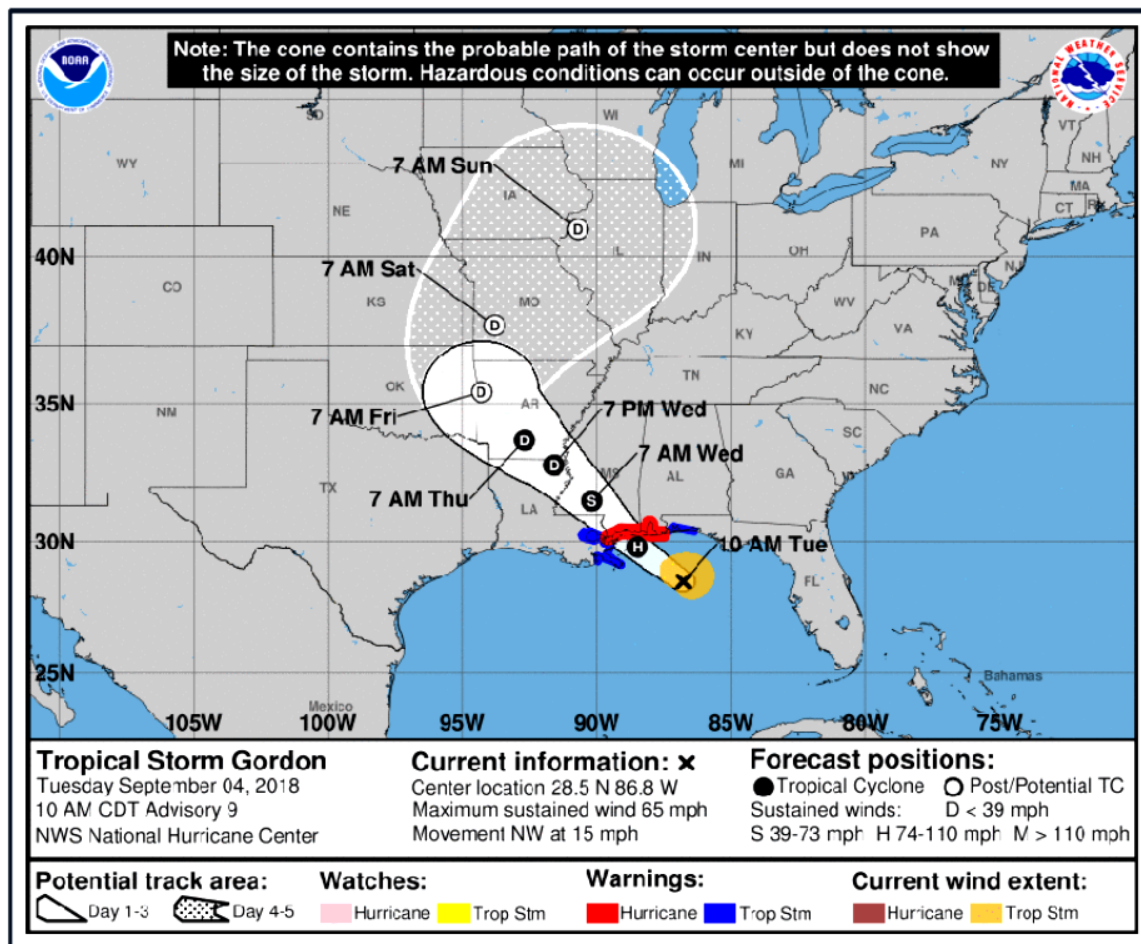 Note: The cone contains the probable path of the storm center but does not show
the size of the storm. Hazardous conditions can occur outside of the cone.
NOAA
NATIONAL WEATHER SERVICE
SD
WI
VT
NH
WY
7 AM Sun
MI
NY
MA
IA
CT
NE
PA
40N
7 AM Sat
IL
IN
OH
NJ
DE
CO
KS
MO
WV
VA
KY
OK
TN
NC
35N
NM
7 AM Fri
AR
7 PM Wed
SC
7 AM Wed
MS
AL
GA
TX
7 AM Thu
LA
30N
10 AM Tue
FL
D
D
D
D
D
S
H
25N
Mexico
Bahamas
105W
100W
95W
90W
85W
80W
75W
Tropical Storm Gordon
Tuesday September 04, 2018
10 AM CDT Advisory 9
NWS National Hurricane Center
Current information: x
Center location 28.5 N 86.8 W
Maximum sustained wind 65 mph
Movement NW at 15 mph
Forecast positions:
Tropical Cyclone Post/Potential TC
Sustained winds: D < 39 mph
S 39-73 mph H 74-110 mph M > 110 mph
Potential track area:
Day 1-3 Day 4-5
Watches:
Hurricane Trop Stm
Warnings:
Hurricane Trop Stm
Current wind extent:
Hurricane Trop Stm